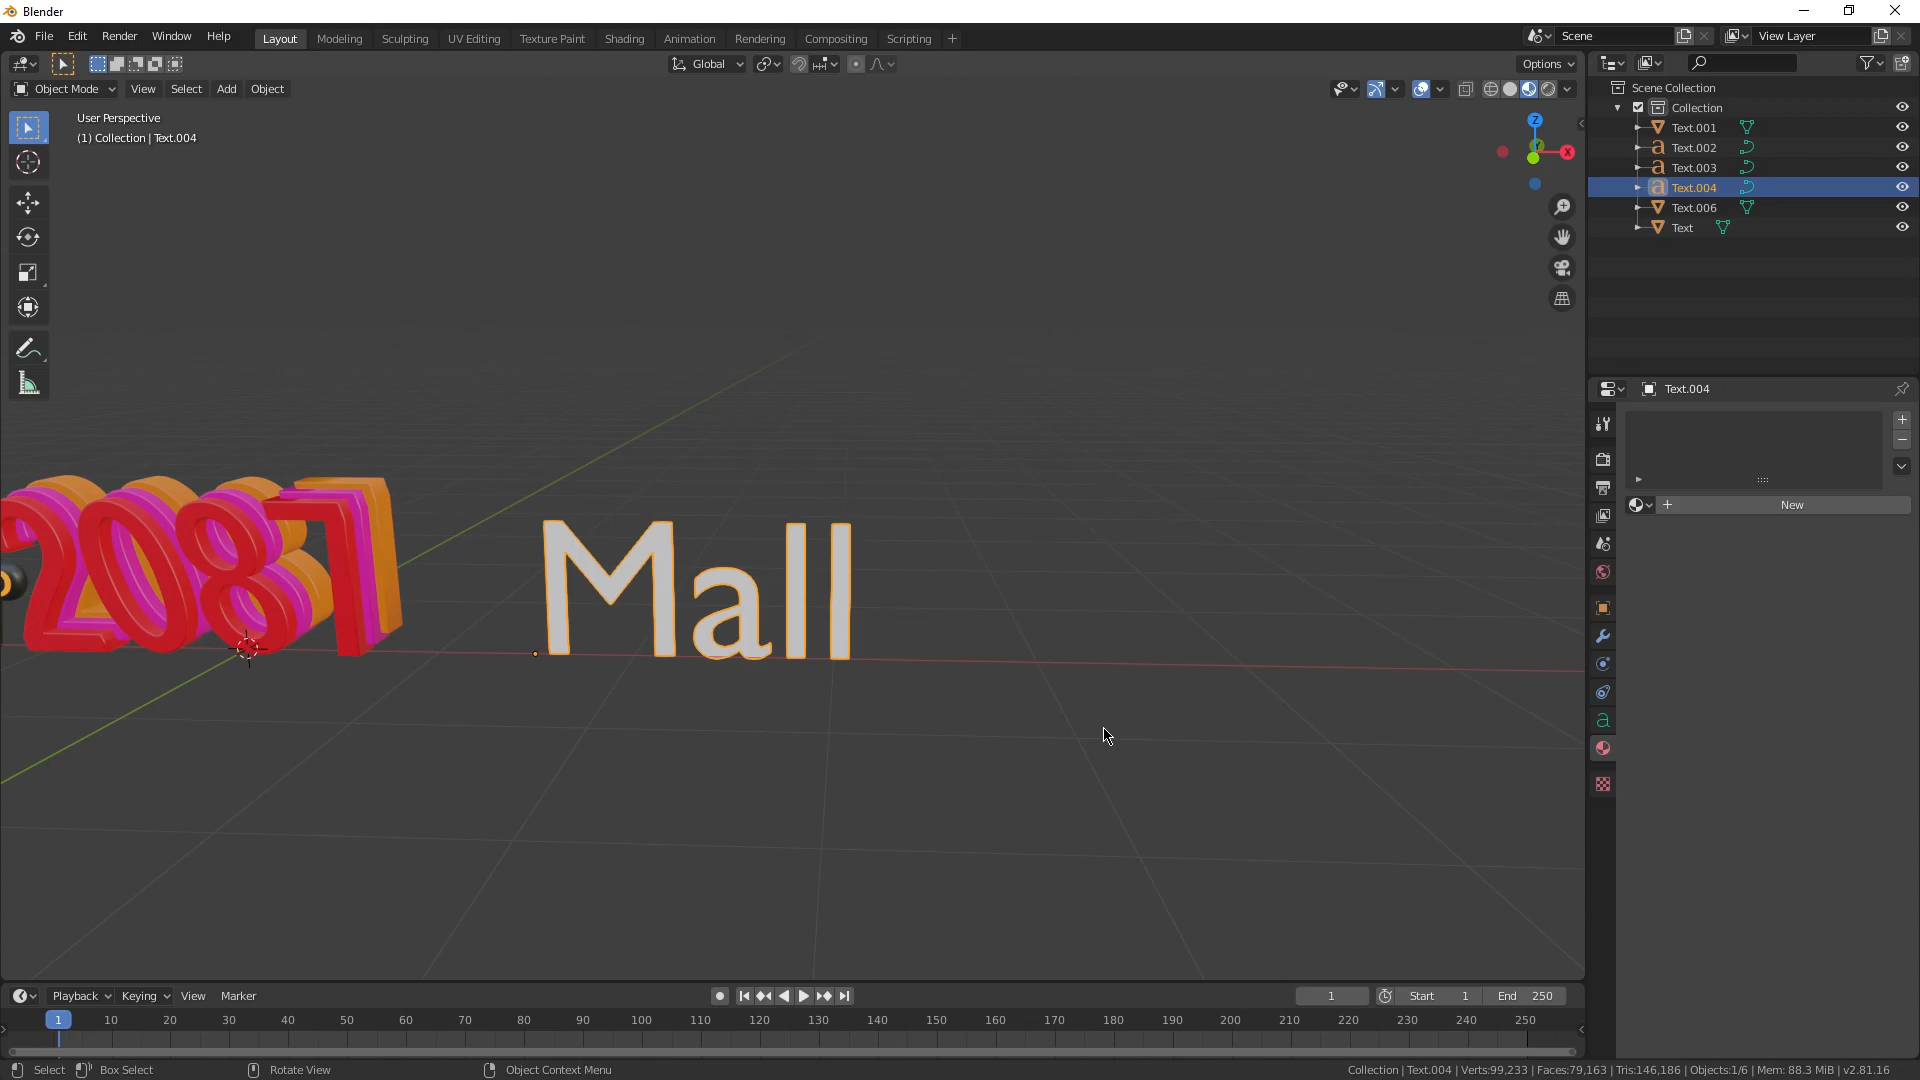 Blender
File Edit Render Window Help
Layout Modeling Sculpting UV Editing Texture Paint Shading Animation Rendering Compositing Scripting +
Scene
View Layer
Global
Options
Object Mode View Select Add Object
User Perspective
(1) Collection | Text.004
Z
X
2087
Mall
Scene Collection
Collection
Text.001
Text.002
Text.003
Text.004
Text.006
Text
Text.004
New
Playback Keying View Marker
1
Start 1
End 250
1 10 20 30 40 50 60 70 80 90 100 110 120 130 140 150 160 170 180 190 200 210 220 230 240 250
Select Box Select Rotate View Object Context Menu
Collection | Text.004 | Verts:99,233 | Faces:79,163 | Tris:146,186 | Objects:1/6 | Mem: 88.3 MiB | v2.81.16